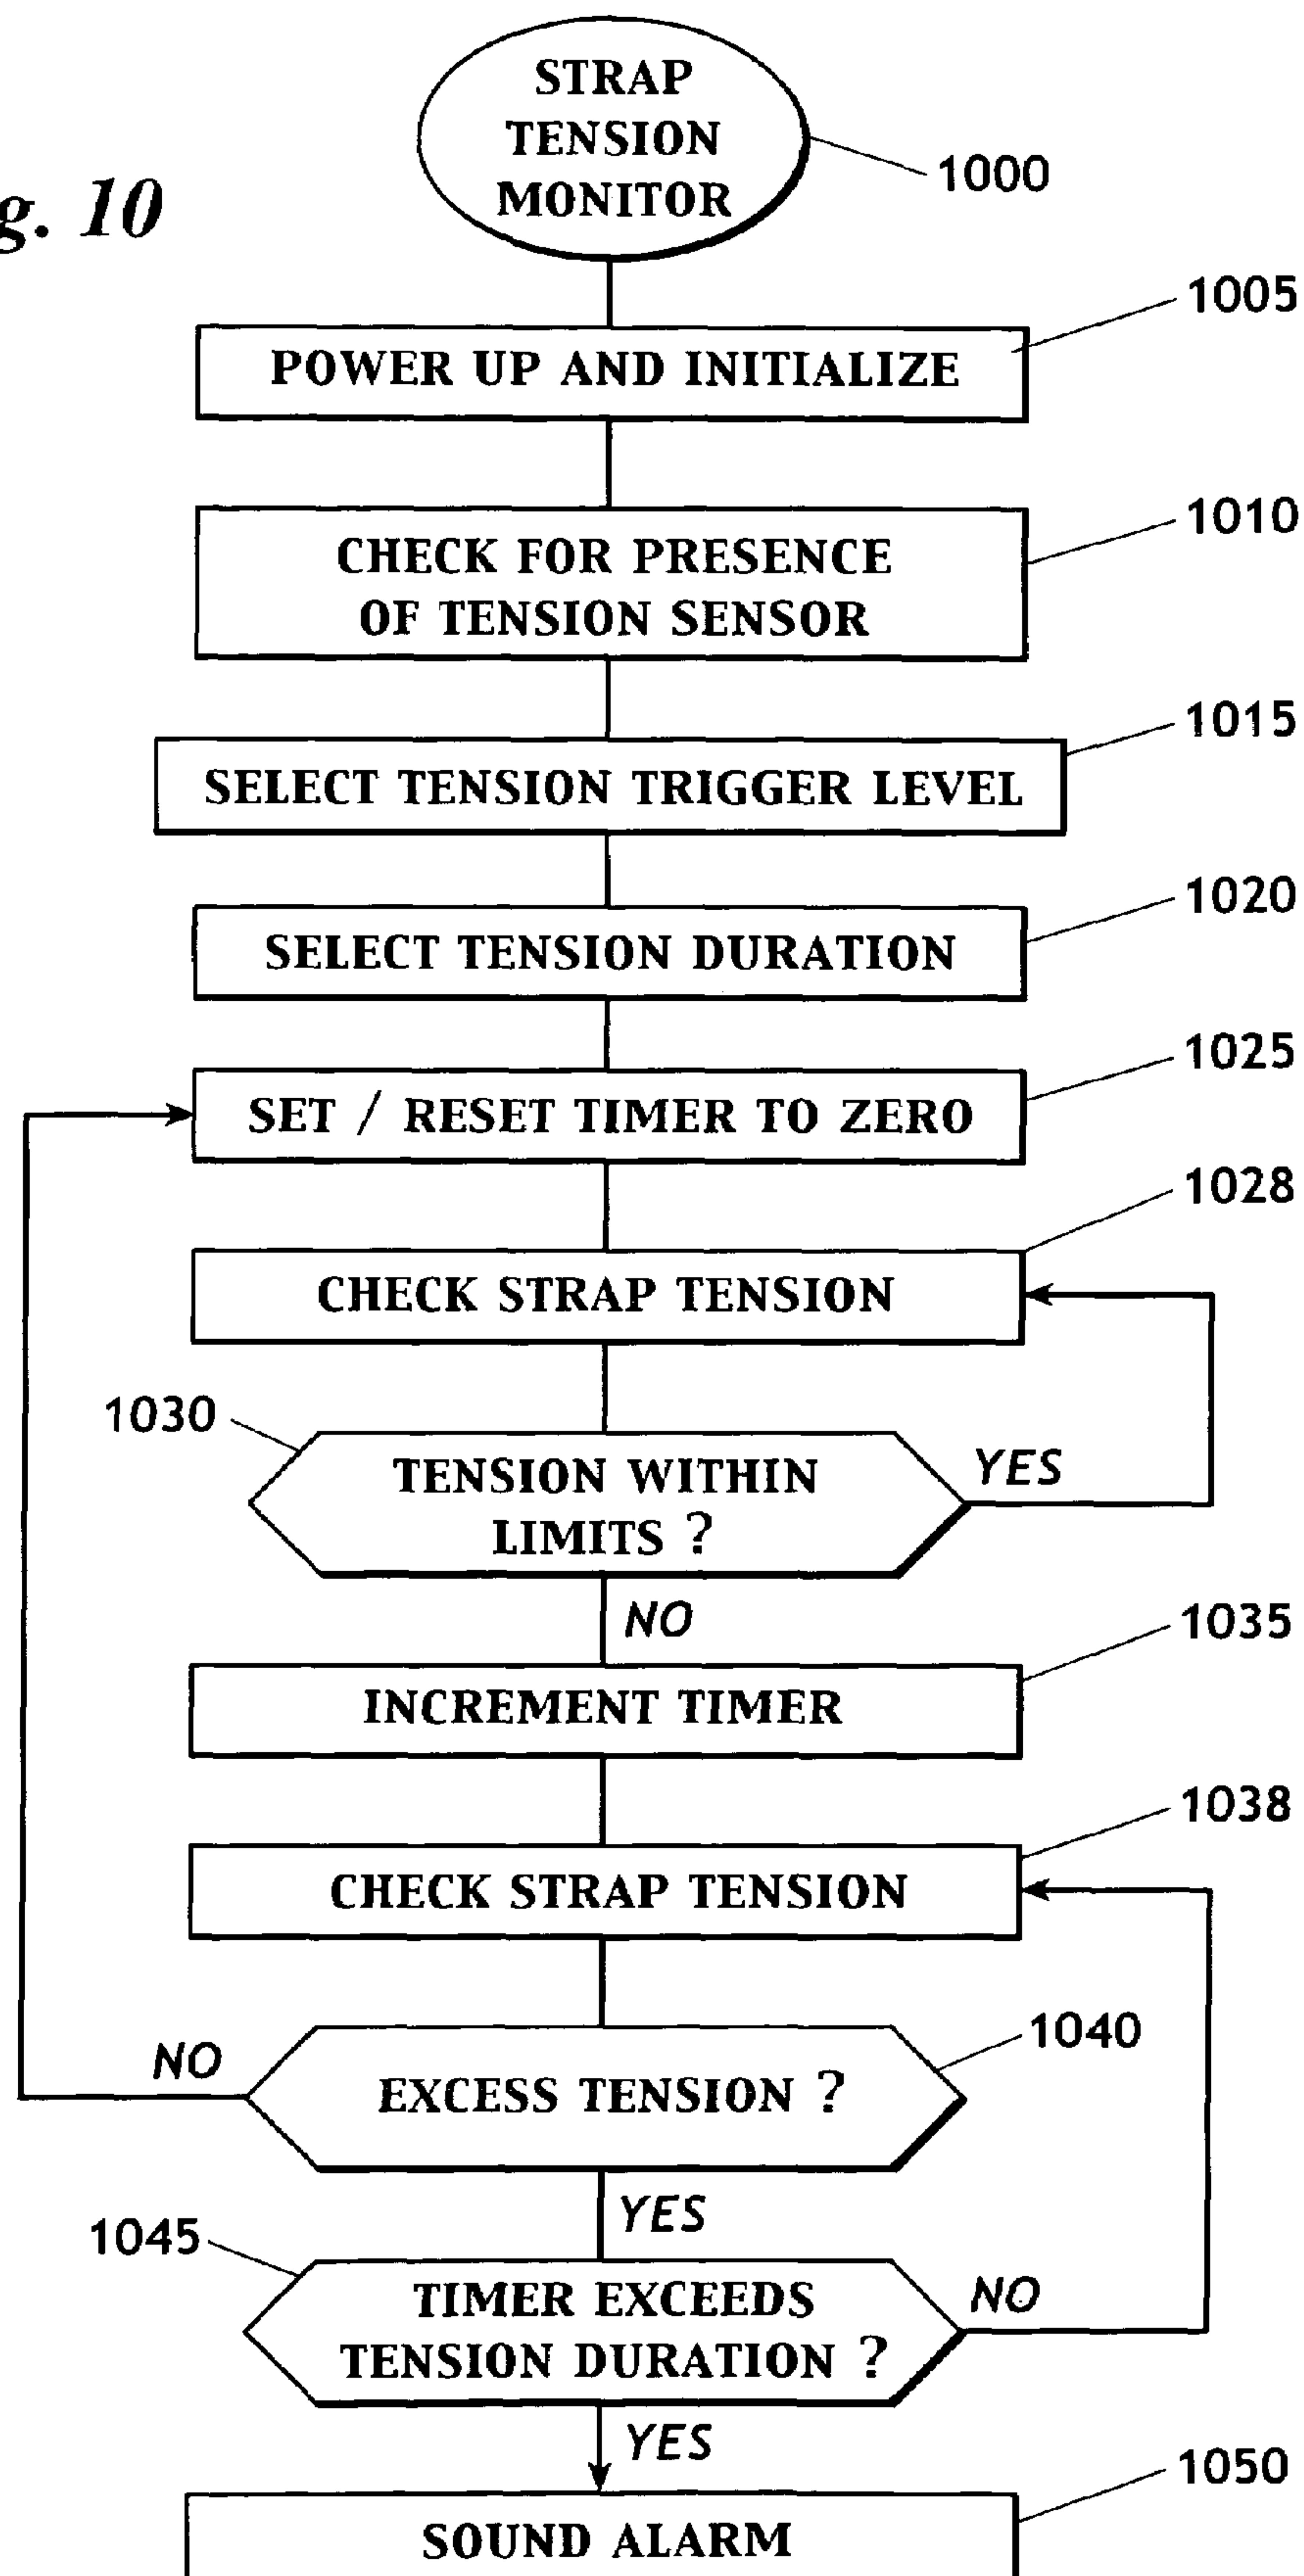 STRAP
TENSION
MONITOR
1000
g. 10
1005
POWER UP AND INITIALIZE
1010
CHECK FOR PRESENCE
OF TENSION SENSOR
1015
SELECT TENSION TRIGGER LEVEL
1020
SELECT TENSION DURATION
1025
SET / RESET TIMER TO ZERO
1028
CHECK STRAP TENSION
1030
TENSION WITHIN
LIMITS ?
YES
NO
1035
INCREMENT TIMER
1038
CHECK STRAP TENSION
1040
NO
EXCESS TENSION ?
YES
1045
TIMER EXCEEDS
TENSION DURATION ?
NO
YES
1050
SOUND ALARM